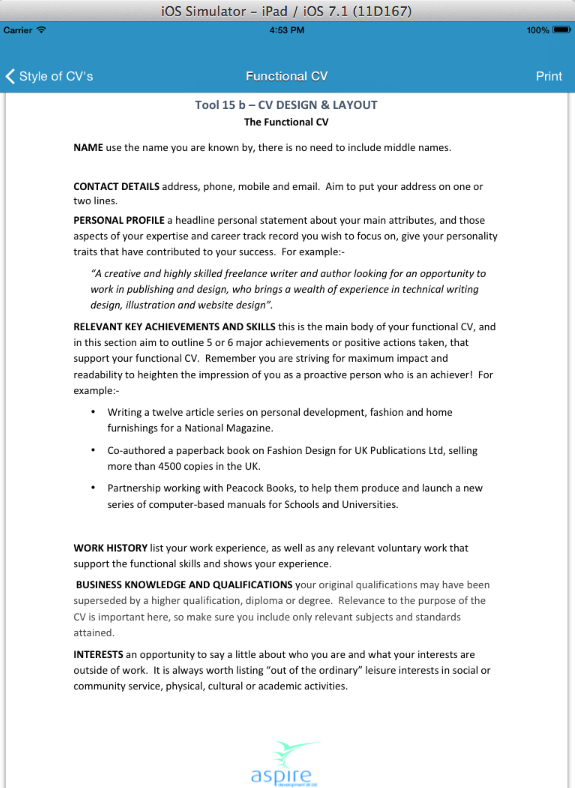 iOS Simulator – iPad / iOS 7.1 (11D167)
Carrier 4:53 PM 100%
Style of CV's Functional CV Print
Tool 15 b – CV DESIGN & LAYOUT
The Functional CV
NAME use the name you are known by, there is no need to include middle names.
CONTACT DETAILS address, phone, mobile and email. Aim to put your address on one or
two lines.
PERSONAL PROFILE a headline personal statement about your main attributes, and those
aspects of your expertise and career track record you wish to focus on, give your personality
traits that have contributed to your success. For example:-
“A creative and highly skilled freelance writer and author looking for an opportunity to
work in publishing and design, who brings a wealth of experience in technical writing
design, illustration and website design”.
RELEVANT KEY ACHIEVEMENTS AND SKILLS this is the main body of your functional CV, and
in this section aim to outline 5 or 6 major achievements or positive actions taken, that
support your functional CV. Remember you are striving for maximum impact and
readability to heighten the impression of you as a proactive person who is an achiever! For
example:-
• Writing a twelve article series on personal development, fashion and home
furnishings for a National Magazine.
• Co-authored a paperback book on Fashion Design for UK Publications Ltd, selling
more than 4500 copies in the UK.
• Partnership working with Peacock Books, to help them produce and launch a new
series of computer-based manuals for Schools and Universities.
WORK HISTORY list your work experience, as well as any relevant voluntary work that
support the functional skills and shows your experience.
BUSINESS KNOWLEDGE AND QUALIFICATIONS your original qualifications may have been
superseded by a higher qualification, diploma or degree. Relevance to the purpose of the
CV is important here, so make sure you include only relevant subjects and standards
attained.
INTERESTS an opportunity to say a little about who you are and what your interests are
outside of work. It is always worth listing “out of the ordinary” leisure interests in social or
community service, physical, cultural or academic activities.
aspire